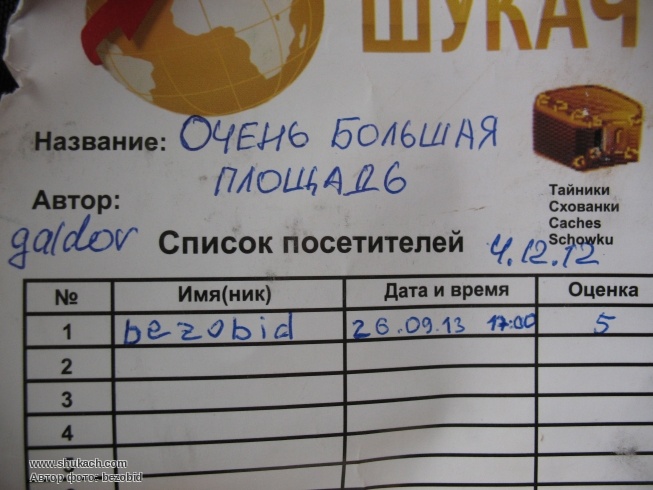 ШУКАЧ
Название: ОЧЕНЬ БОЛЬШАЯ
ПЛОЩАДЬ
Автор:
galdor
Тайники
Схованки
Caches
Schowku
Список посетителей 4.12.12
№ Имя(ник) Дата и время Оценка
1 bezobid 26.09.13 17:00 5
2
3
4
5
www.shukach.com
Автор фото: bezobid